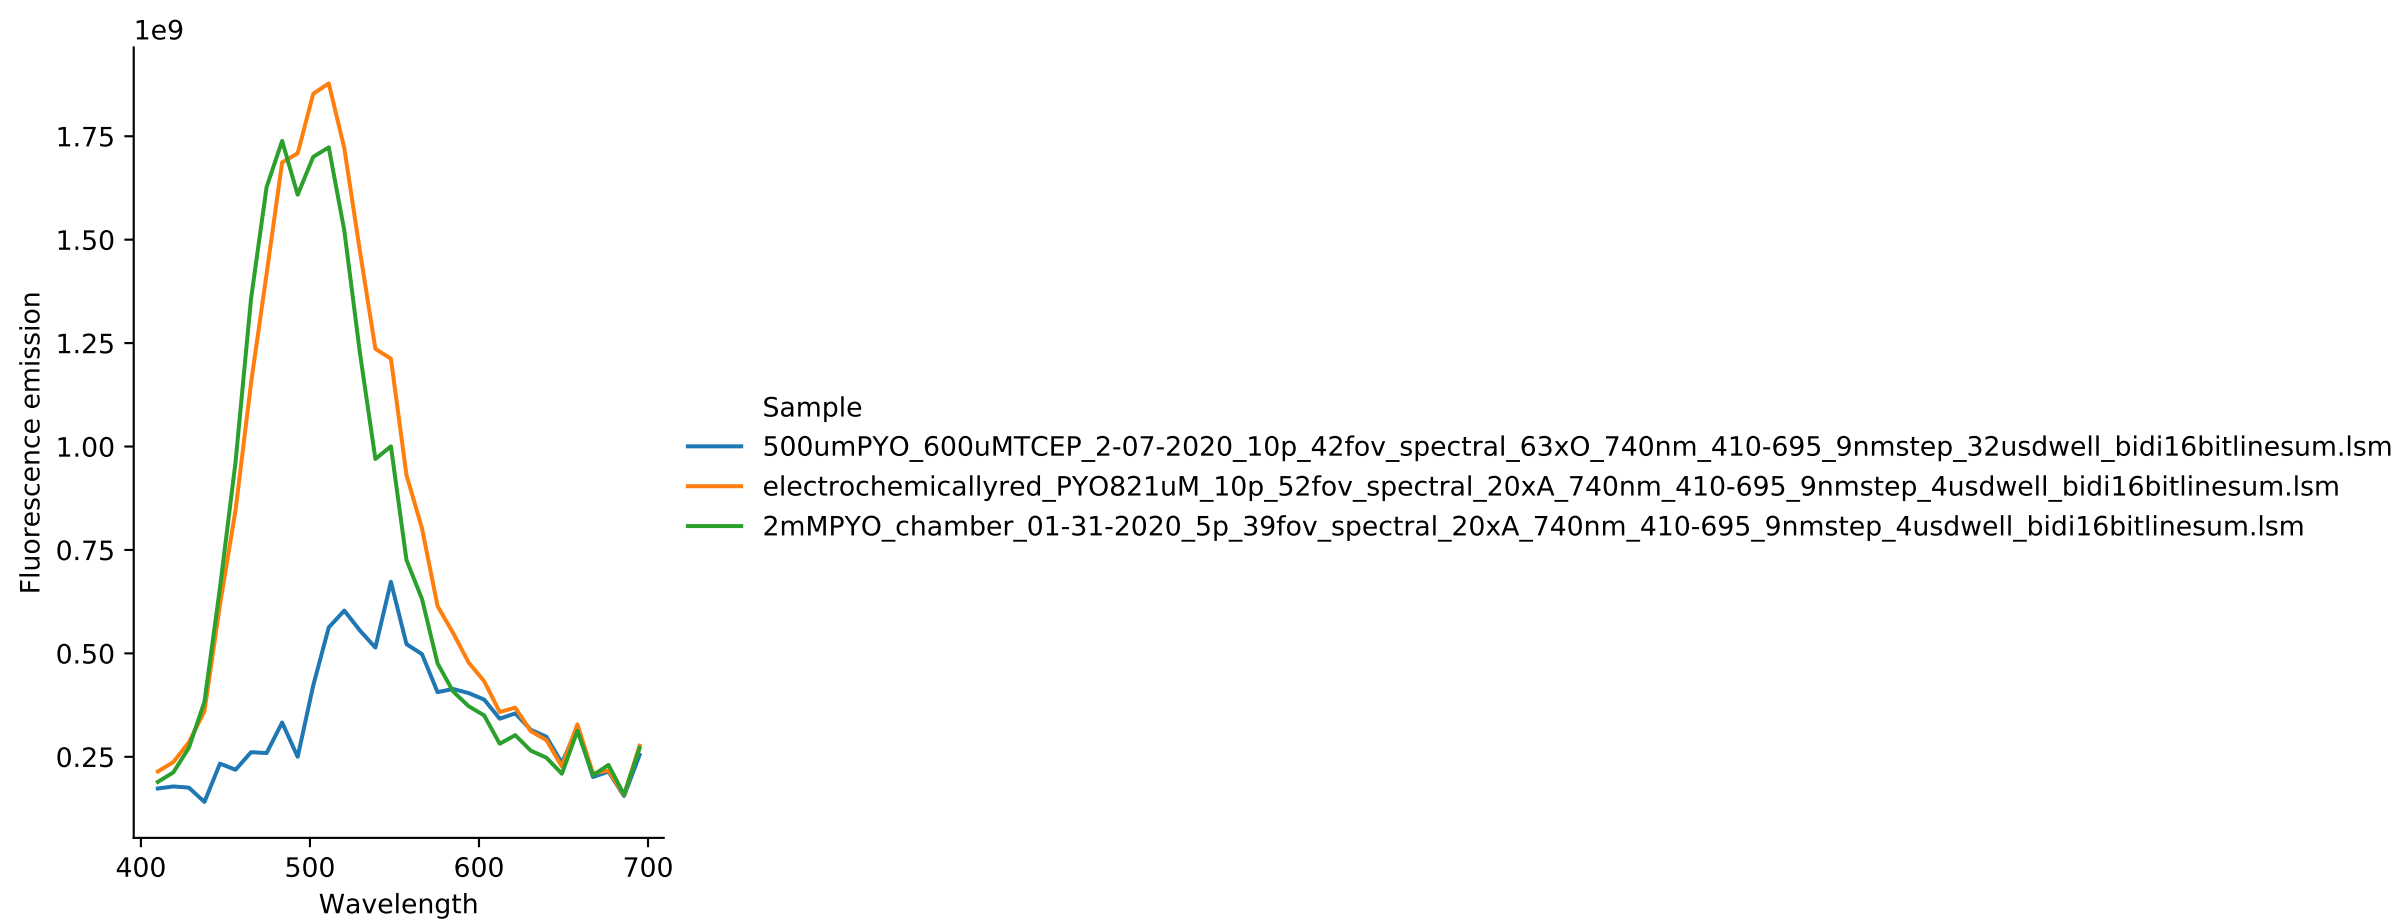 1e9
1.75
1.50
1.25
1.00
0.75
0.50
0.25
Fluorescence emission
400 500 600 700
Wavelength
Sample
500umPYO_600uMTCEP_2-07-2020_10p_42fov_spectral_63xO_740nm_410-695_9nmstep_32usdwell_bidi16bitlinesum.lsm
electrochemicallyred_PYO821uM_10p_52fov_spectral_20xA_740nm_410-695_9nmstep_4usdwell_bidi16bitlinesum.lsm
2mMPYO_chamber_01-31-2020_5p_39fov_spectral_20xA_740nm_410-695_9nmstep_4usdwell_bidi16bitlinesum.lsm